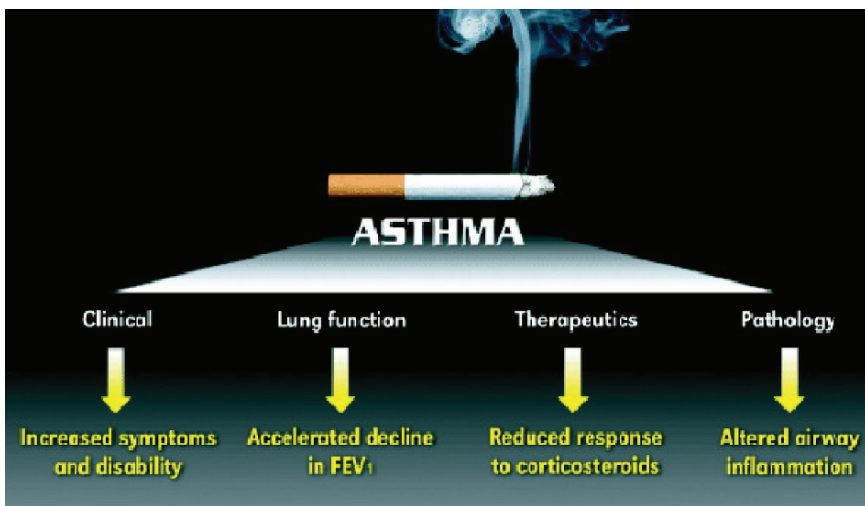 ASTHMA
Clinical
Lung function
Therapeutics
Pathology
Increased symptoms
and disability
Accelerated decline
in FEV₁
Reduced response
to corticosteroids
Altered airway
inflammation